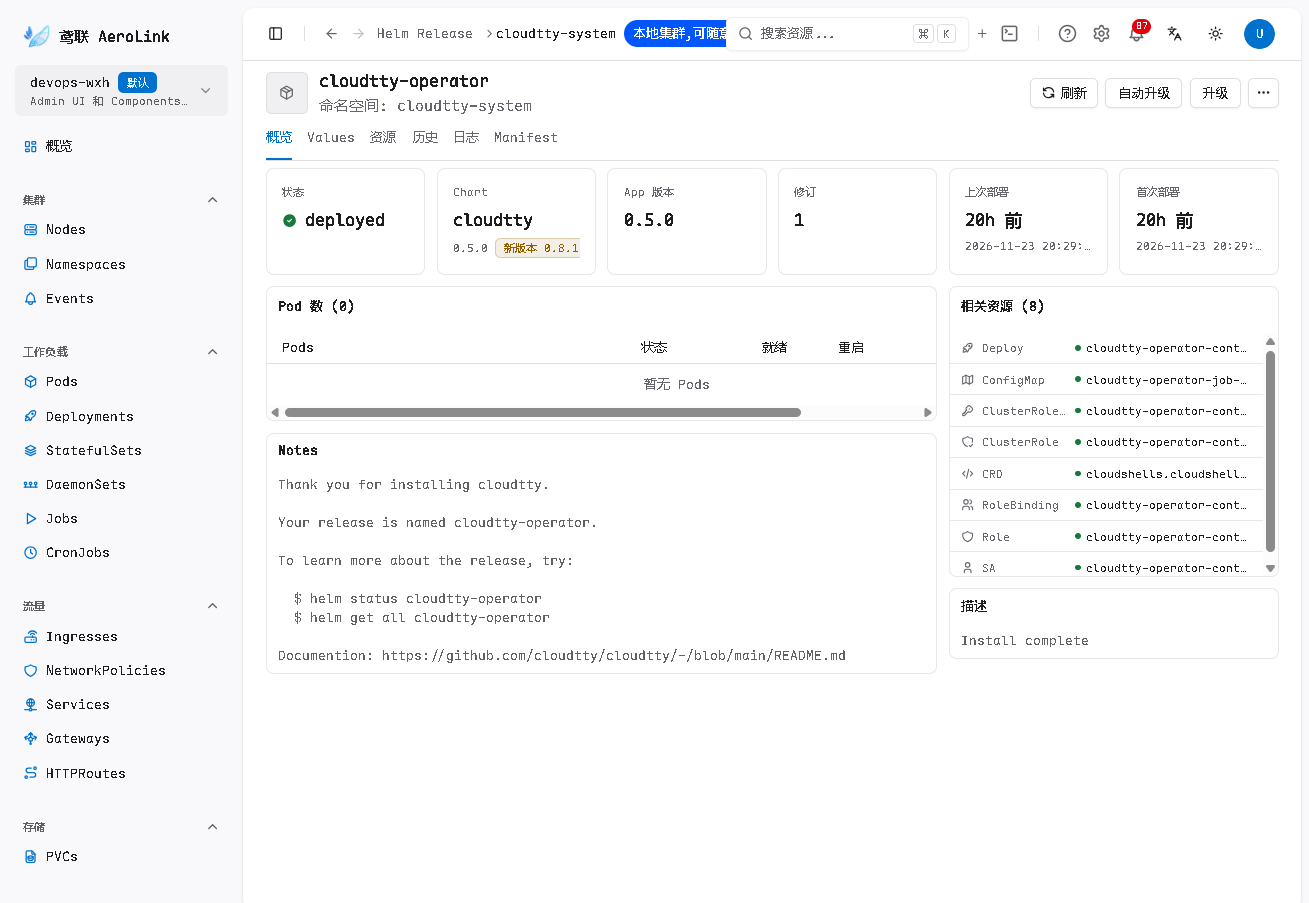 鸢联 AeroLink
devops-wxh 默认
Admin UI 和 Components…
概览
集群
Nodes
Namespaces
Events
工作负载
Pods
Deployments
StatefulSets
DaemonSets
Jobs
CronJobs
流量
Ingresses
NetworkPolicies
Services
Gateways
HTTPRoutes
存储
PVCs
Helm Release cloudtty-system 本地集群,可随意 搜索资源... ⌘ K 87 U
cloudtty-operator
命名空间: cloudtty-system
刷新 自动升级 升级
概览 Values 资源 历史 日志 Manifest
状态
deployed
Chart
cloudtty
0.5.0 新版本 0.8.1
App 版本
0.5.0
修订
1
上次部署
20h 前
2026-11-23 20:29:…
首次部署
20h 前
2026-11-23 20:29:…
Pod 数 (0)
Pods 状态 就绪 重启
暂无 Pods
Notes
Thank you for installing cloudtty.
Your release is named cloudtty-operator.
To learn more about the release, try:
$ helm status cloudtty-operator
$ helm get all cloudtty-operator
Documention: https://github.com/cloudtty/cloudtty/-/blob/main/README.md
相关资源 (8)
Deploy cloudtty-operator-cont…
ConfigMap cloudtty-operator-job-…
ClusterRole… cloudtty-operator-cont…
ClusterRole cloudtty-operator-cont…
CRD cloudshells.cloudshell…
RoleBinding cloudtty-operator-cont…
Role cloudtty-operator-cont…
SA cloudtty-operator-cont…
描述
Install complete